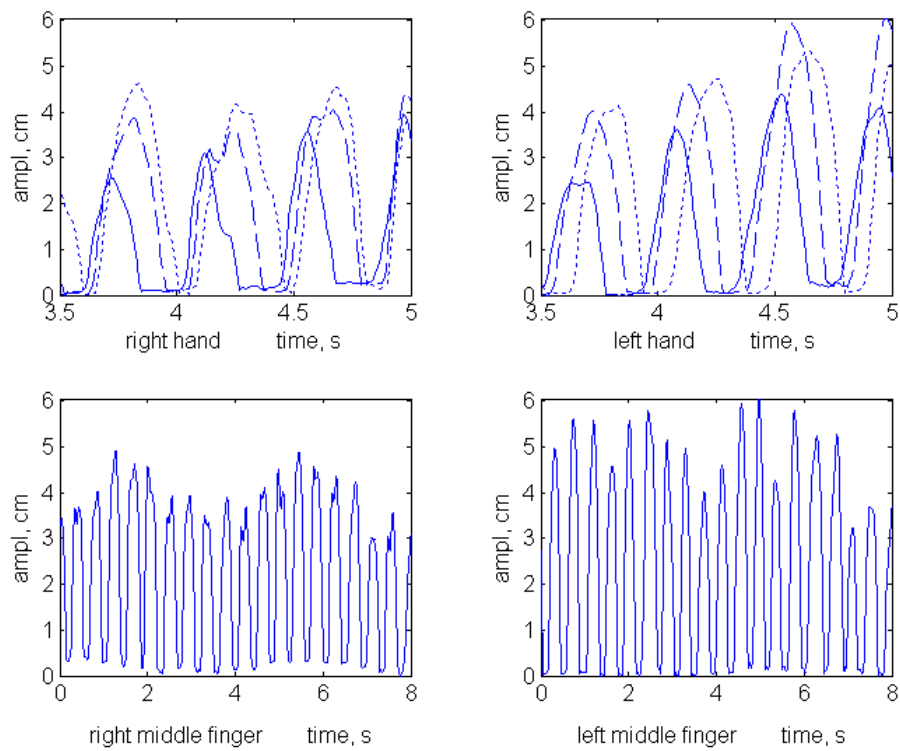 6
5
4
3
2
1
0
ampl, cm
3.5 4 4.5 5
right hand time, s
6
5
4
3
2
1
0
ampl, cm
3.5 4 4.5 5
left hand time, s
6
5
4
3
2
1
0
ampl, cm
0 2 4 6 8
right middle finger time, s
6
5
4
3
2
1
0
ampl, cm
0 2 4 6 8
left middle finger time, s